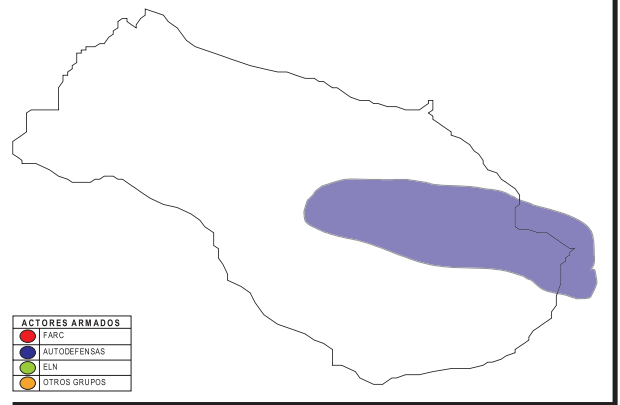 ACTORES ARMADOS
FARC
AUTODEFENSAS
ELN
OTROS GRUPOS